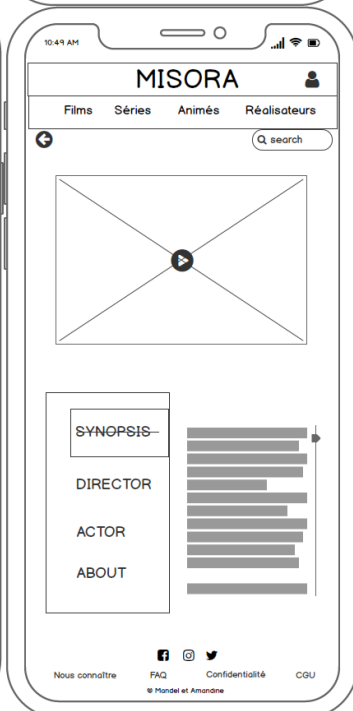 10:49 AM
MISORA
Films Séries Animés Réalisateurs
search
SYNOPSIS
DIRECTOR
ACTOR
ABOUT
Nous connaître FAQ Confidentialité CGU
© Mandel et Amandine